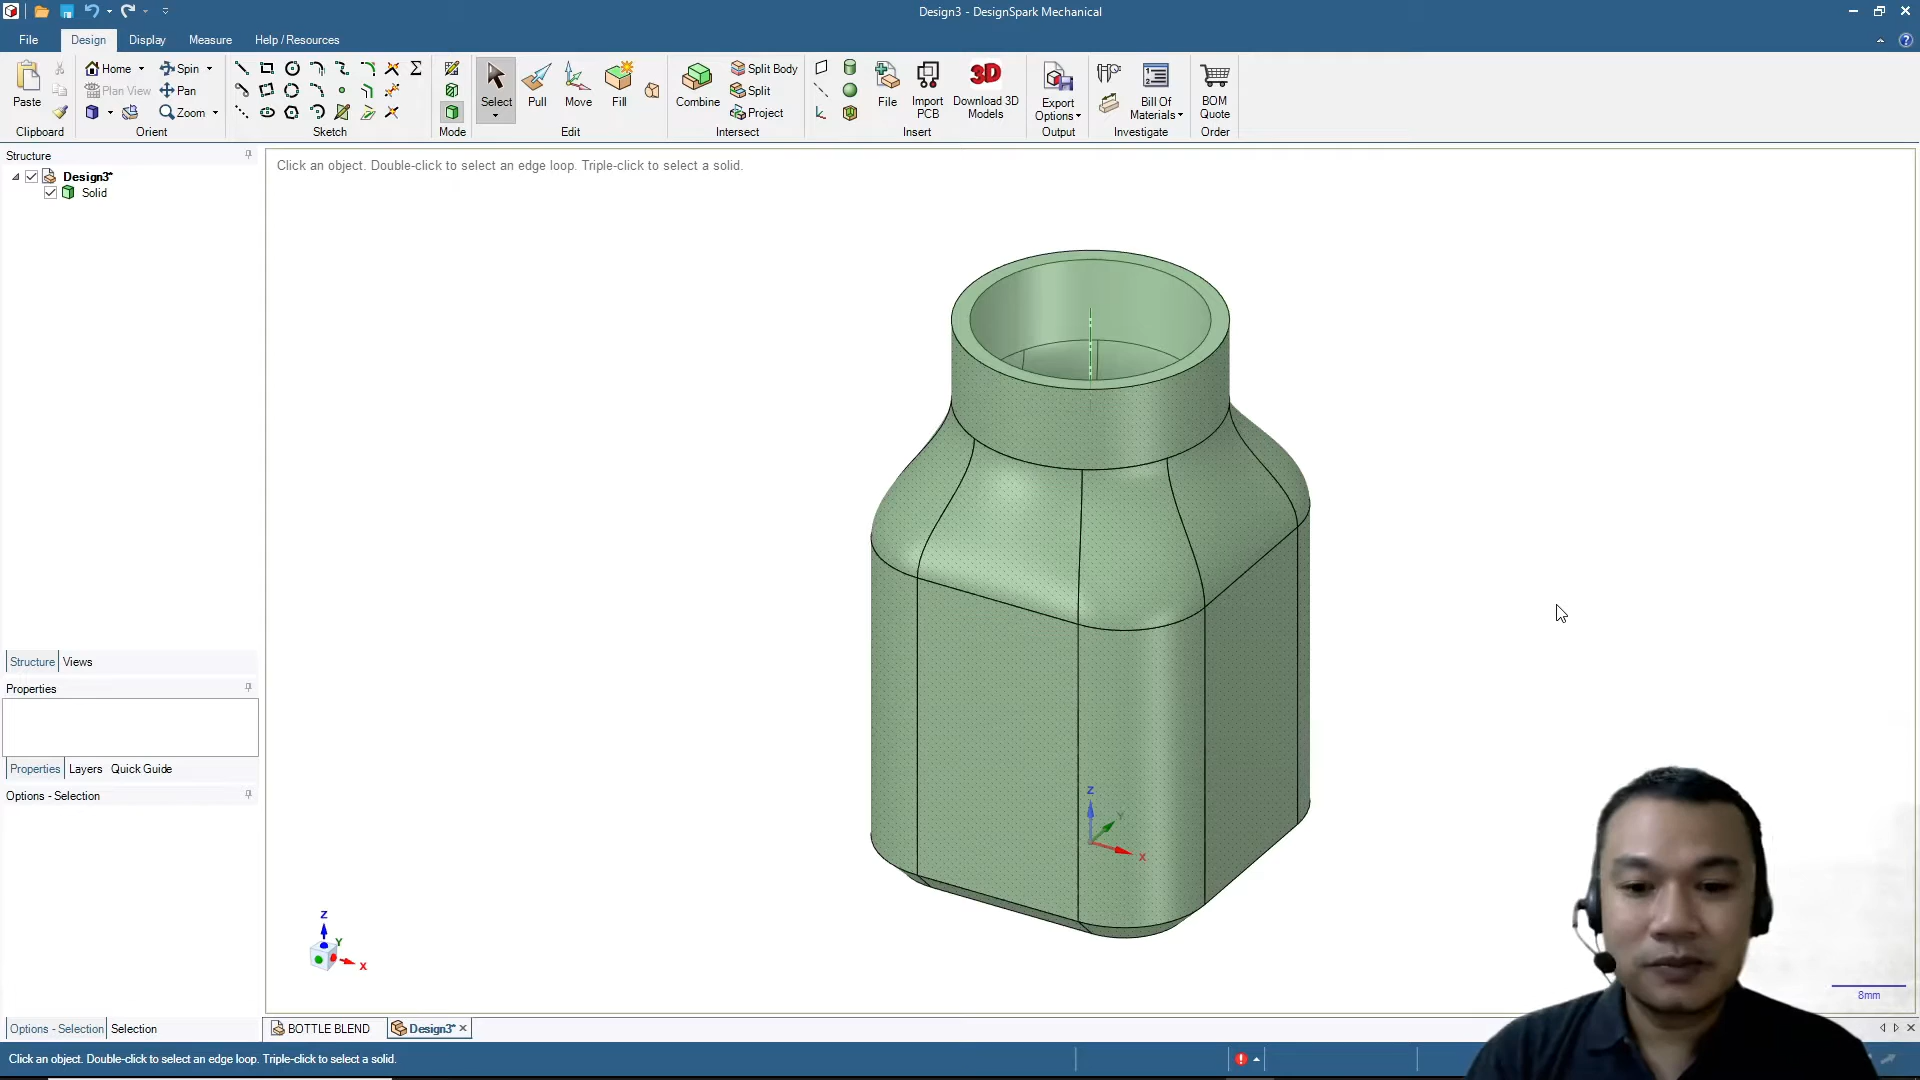 Design3 - DesignSpark Mechanical
File
Design
Display
Measure
Help / Resources
Paste
Clipboard
Home
Spin
Plan View
Pan
Zoom
Orient
Sketch
Mode
Select
Pull
Move
Fill
Edit
Combine
Split Body
Split
Project
Intersect
File
Import PCB
3D
Download 3D Models
Insert
Export Options
Output
Bill Of Materials
Investigate
BOM Quote
Order
Structure
Design3*
Solid
Click an object. Double-click to select an edge loop. Triple-click to select a solid.
Z
Y
X
Structure
Views
Properties
Properties
Layers
Quick Guide
Options - Selection
Z
Y
X
8mm
Options - Selection
Selection
BOTTLE BLEND
Design3*
Click an object. Double-click to select an edge loop. Triple-click to select a solid.